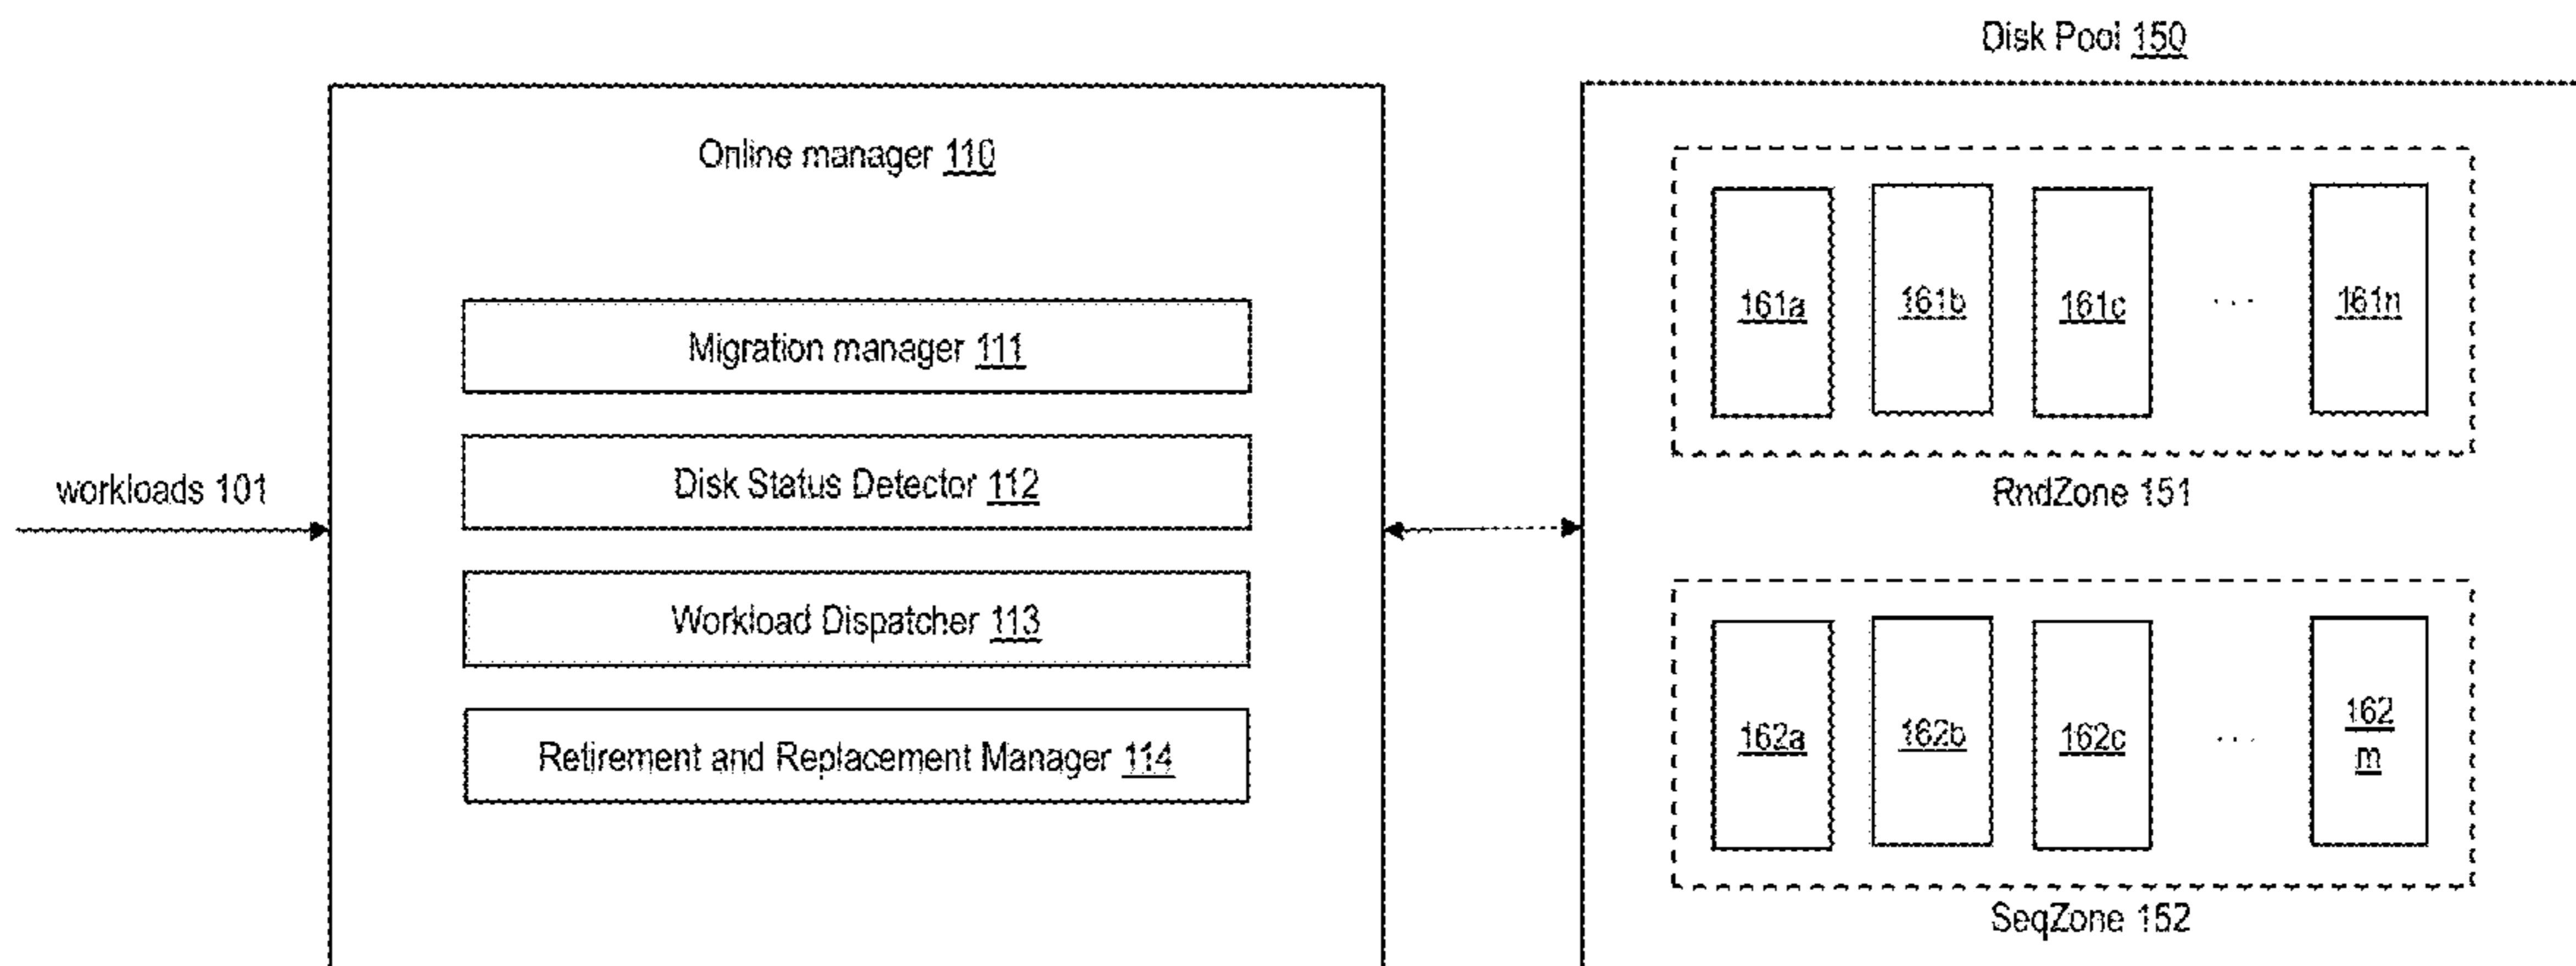 Disk Pool 150
Online manager 110
Migration manager 111
Disk Status Detector 112
workloads 101
Workload Dispatcher 113
Retirement and Replacement Manager 114
161a
161b
161c
...
161n
RndZone 151
162a
162b
162c
...
162
m
SeqZone 152